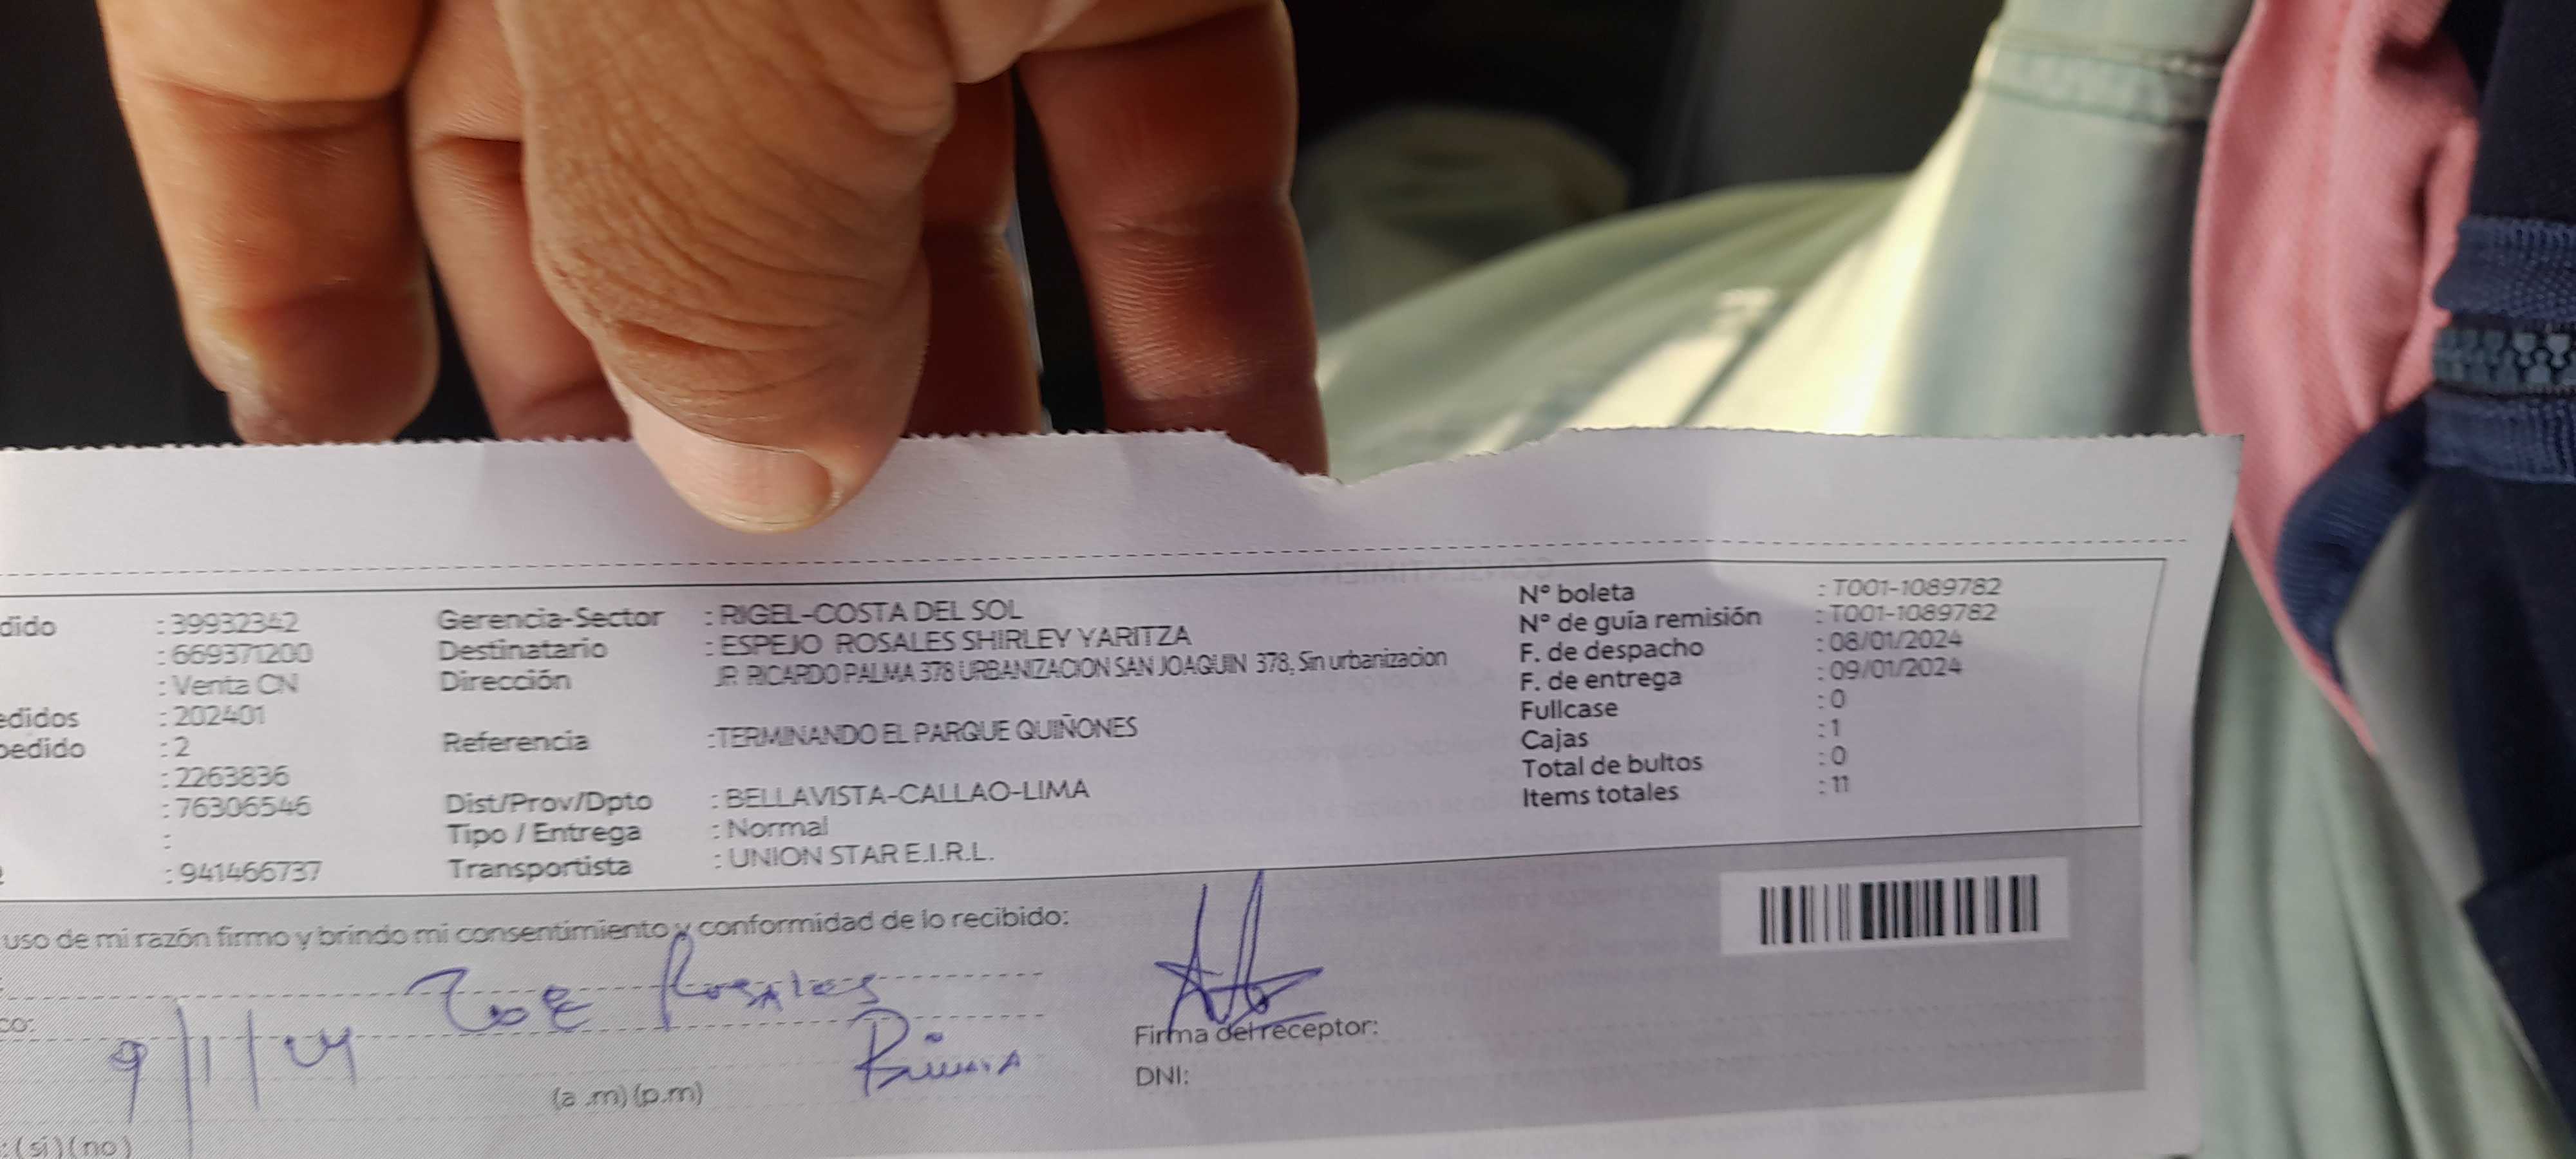 dido : 39932342
: 669371200
: Venta CN
edidos : 202401
pedido : 2
: 2263836
: 76306546
:
: 941466737
Gerencia-Sector : RIGEL-COSTA DEL SOL
Destinatario : ESPEJO ROSALES SHIRLEY YARITZA
Dirección JR RICARDO PALMA 378 URBANIZACION SAN JOAQUIN 378, Sin urbanizacion
Referencia :TERMINANDO EL PARQUE QUIÑONES
Dist/Prov/Dpto : BELLAVISTA-CALLAO-LIMA
Tipo / Entrega : Normal
Transportista : UNION STAR E.I.R.L.
Nº boleta : T001-1089782
Nº de guía remisión : T001-1089782
F. de despacho : 08/01/2024
F. de entrega : 09/01/2024
Fullcase : 0
Cajas : 1
Total de bultos : 0
Items totales : 11
uso de mi razón firmo y brindo mi consentimiento y conformidad de lo recibido:
Rosales
co:
9/1/24
(a .m) (p.m)
Firma del receptor:
DNI:
: (si) (no)